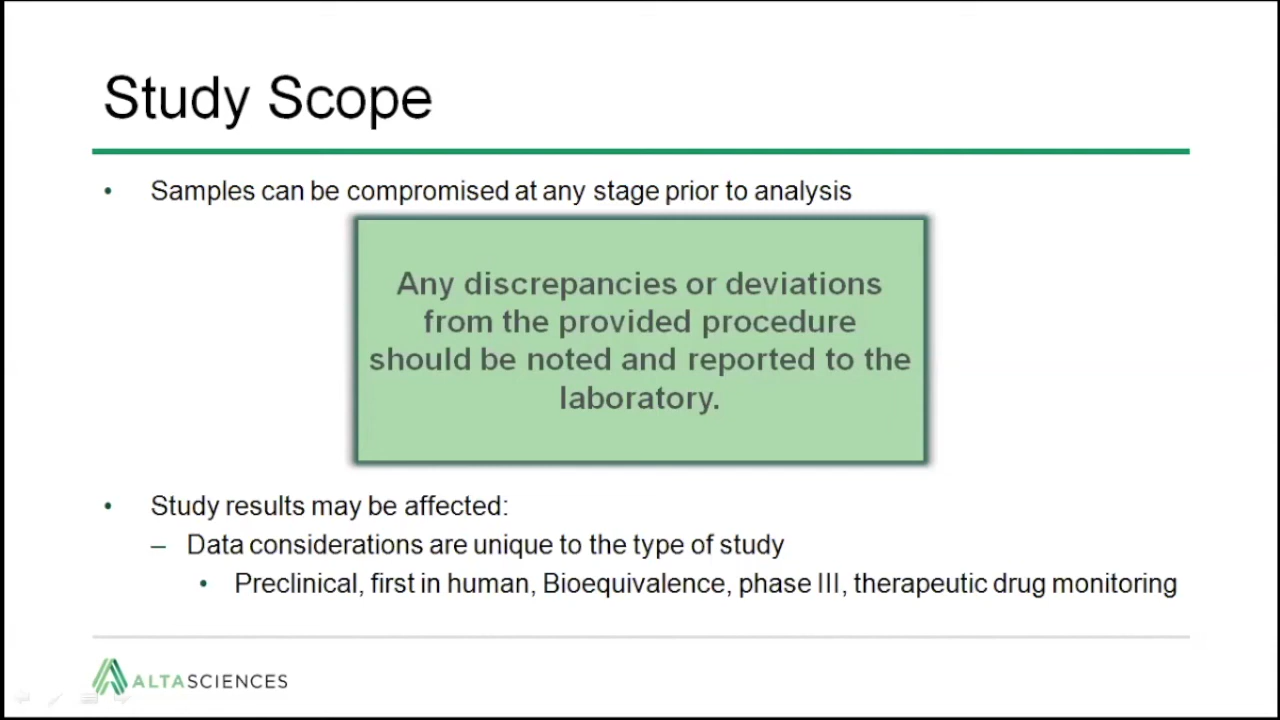 Study Scope
• Samples can be compromised at any stage prior to analysis
Any discrepancies or deviations
from the provided procedure
should be noted and reported to the
laboratory.
• Study results may be affected:
– Data considerations are unique to the type of study
• Preclinical, first in human, Bioequivalence, phase III, therapeutic drug monitoring
ALTASCIENCES